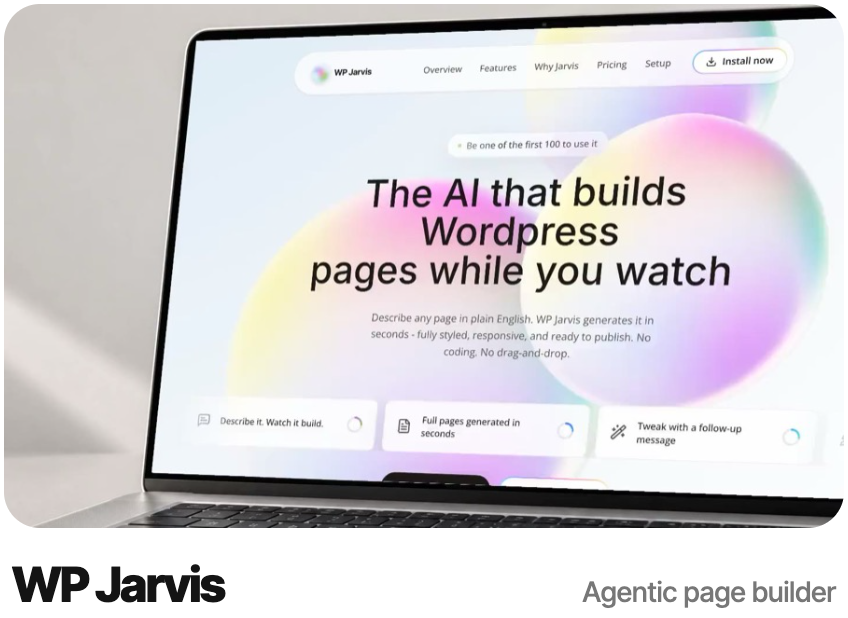 WP Jarvis
Overview
Features
Why Jarvis
Pricing
Setup
Install now
Be one of the first 100 to use it
The AI that builds
Wordpress
pages while you watch
Describe any page in plain English. WP Jarvis generates it in
seconds - fully styled, responsive, and ready to publish. No
coding. No drag-and-drop.
Describe it. Watch it build.
Full pages generated in
seconds
Tweak with a follow-up
message
WP Jarvis
Agentic page builder